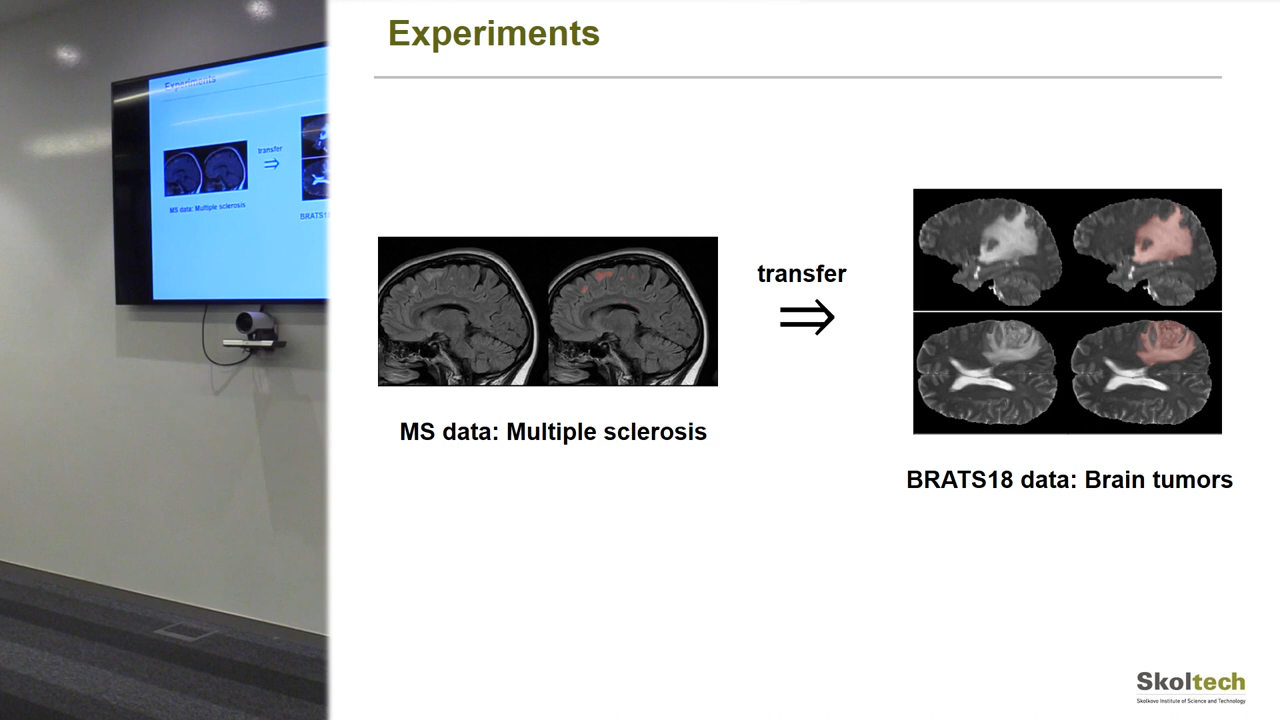 Experiments
transfer
MS data: Multiple sclerosis
BRATS18 data: Brain tumors
Skoltech
Skolkovo Institute of Science and Technology
Experiments
transfer
MS data: Multiple sclerosis
BRATS1